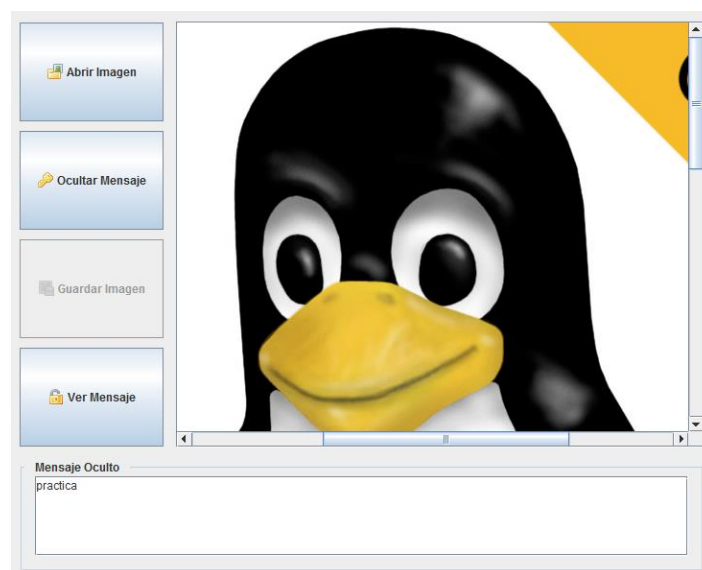 Abrir Imagen
Ocultar Mensaje
Guardar Imagen
Ver Mensaje
Mensaje Oculto
practica